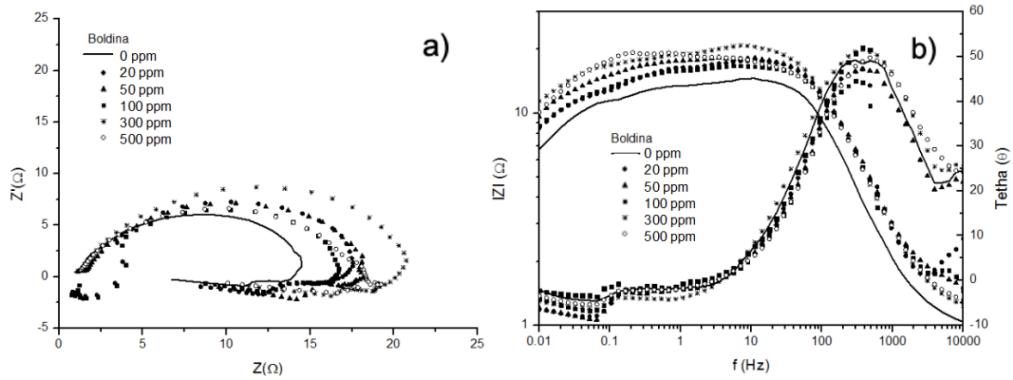 a)
Boldina
0 ppm
20 ppm
50 ppm
100 ppm
300 ppm
500 ppm
25
20
15
10
5
0
-5
0
5
10
15
20
25
Z'(Ω)
Z(Ω)
b)
Boldina
0 ppm
20 ppm
50 ppm
100 ppm
300 ppm
500 ppm
10
1
IZI (Ω)
0.01
0.1
1
10
100
1000
10000
f (Hz)
60
50
40
30
20
10
0
-10
Tetha (θ)